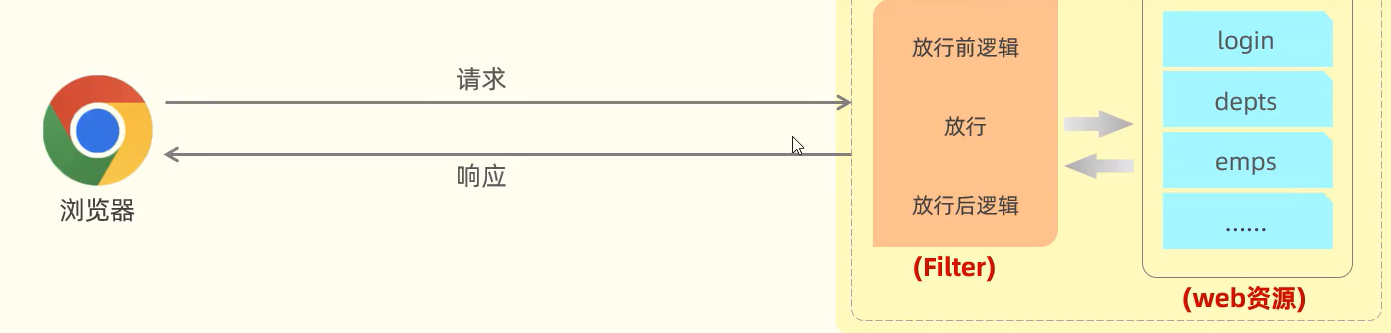 请求
响应
浏览器
放行前逻辑
放行
放行后逻辑
(Filter)
login
depts
emps
......
(web资源)